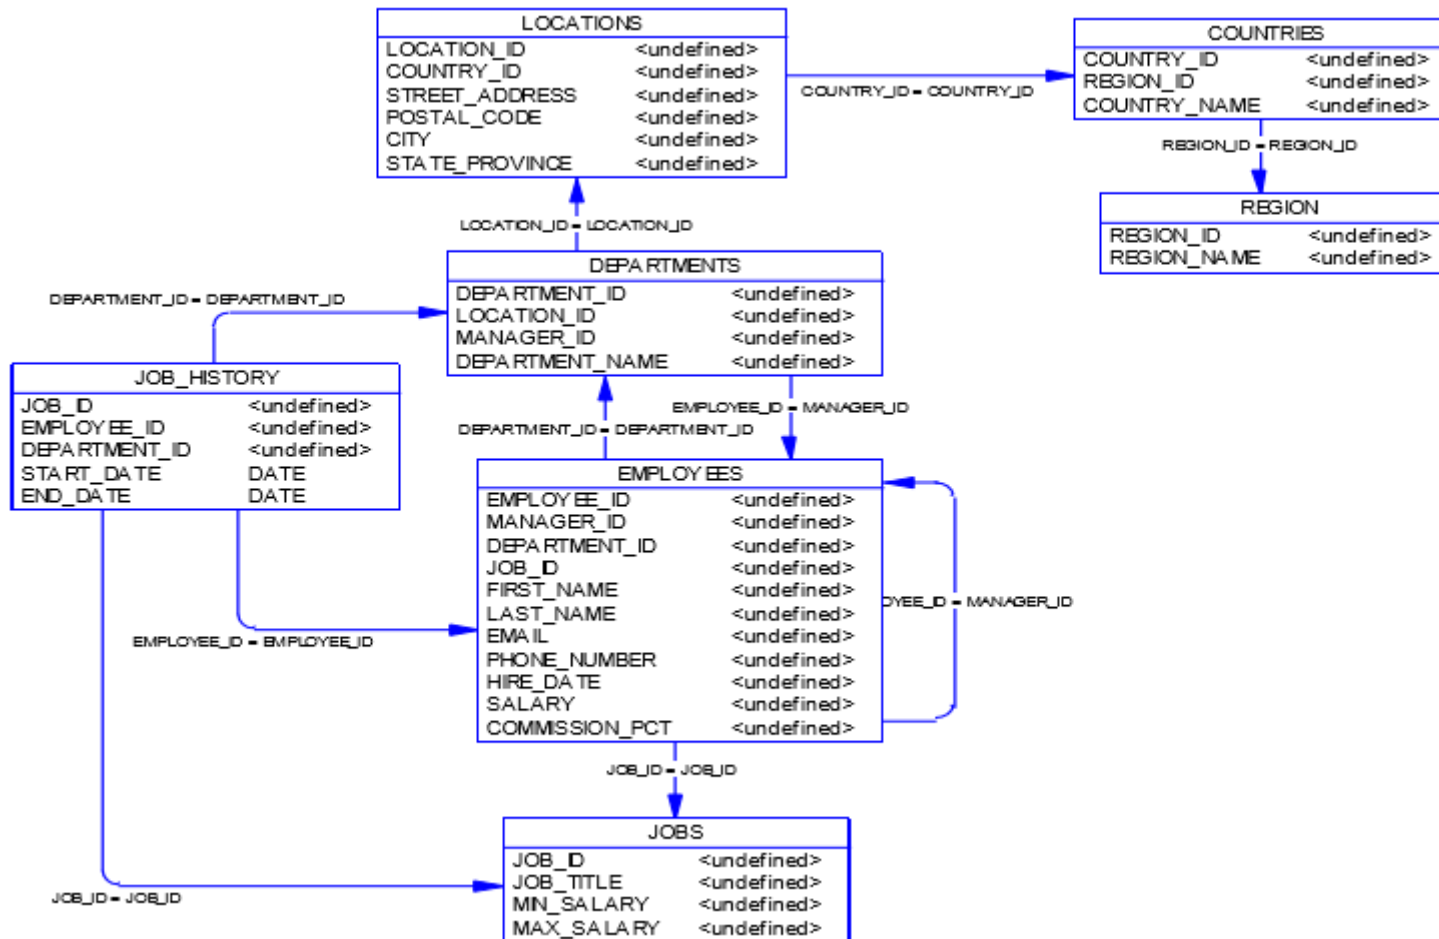 LOCATIONS
LOCATION_ID <undefined>
COUNTRY_ID <undefined>
STREET_ADDRESS <undefined>
POSTAL_CODE <undefined>
CITY <undefined>
STATE_PROVINCE <undefined>
COUNTRY_ID = COUNTRY_ID
COUNTRIES
COUNTRY_ID <undefined>
REGION_ID <undefined>
COUNTRY_NAME <undefined>
REGION_ID = REGION_ID
REGION
REGION_ID <undefined>
REGION_NAME <undefined>
LOCATION_ID = LOCATION_ID
DEPARTMENTS
DEPARTMENT_ID <undefined>
LOCATION_ID <undefined>
MANAGER_ID <undefined>
DEPARTMENT_NAME <undefined>
DEPARTMENT_ID = DEPARTMENT_ID
JOB_HISTORY
JOB_ID <undefined>
EMPLOYEE_ID <undefined>
DEPARTMENT_ID <undefined>
START_DATE DATE
END_DATE DATE
EMPLOYEE_ID = MANAGER_ID
DEPARTMENT_ID = DEPARTMENT_ID
EMPLOYEES
EMPLOYEE_ID <undefined>
MANAGER_ID <undefined>
DEPARTMENT_ID <undefined>
JOB_ID <undefined>
FIRST_NAME <undefined>
LAST_NAME <undefined>
EMAIL <undefined>
PHONE_NUMBER <undefined>
HIRE_DATE <undefined>
SALARY <undefined>
COMMISSION_PCT <undefined>
OYEE_ID = MANAGER_ID
EMPLOYEE_ID = EMPLOYEE_ID
JOB_ID = JOB_ID
JOBS
JOB_ID <undefined>
JOB_TITLE <undefined>
MIN_SALARY <undefined>
MAX_SALARY <undefined>
JOB_ID = JOB_ID